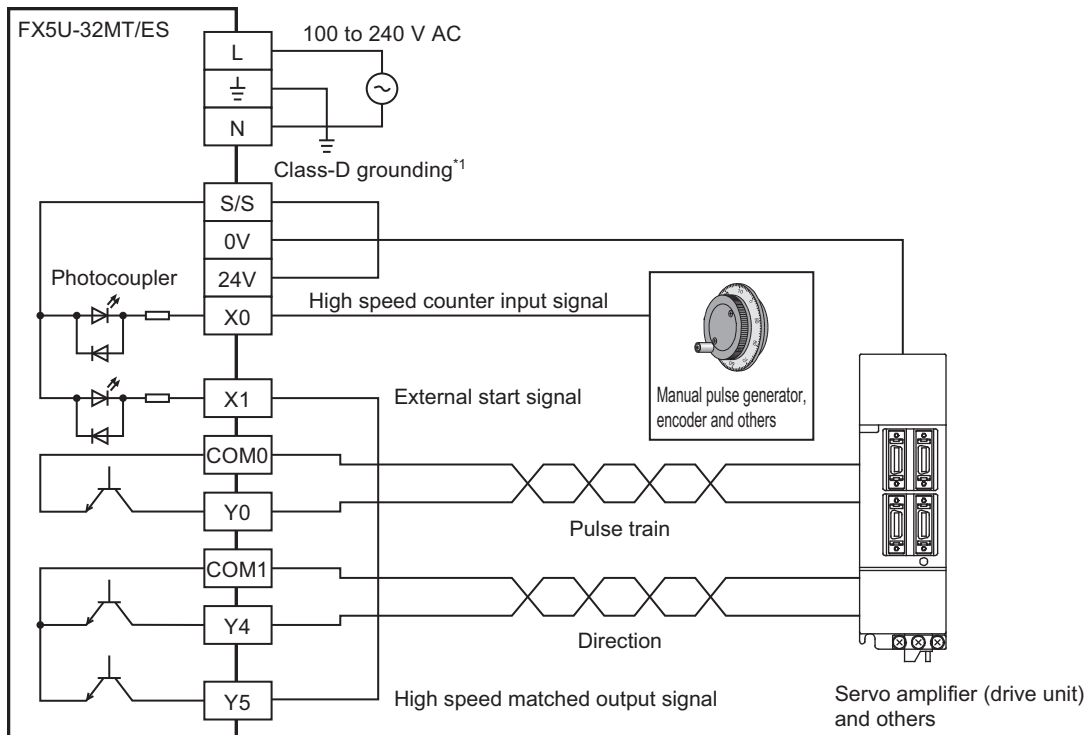 FX5U-32MT/ES
100 to 240 V AC
L
N
Class-D grounding*1
S/S
0V
24V
Photocoupler
High speed counter input signal
X0
Manual pulse generator,
encoder and others
X1
External start signal
COM0
Y0
Pulse train
COM1
Y4
Direction
Y5
High speed matched output signal
Servo amplifier (drive unit)
and others